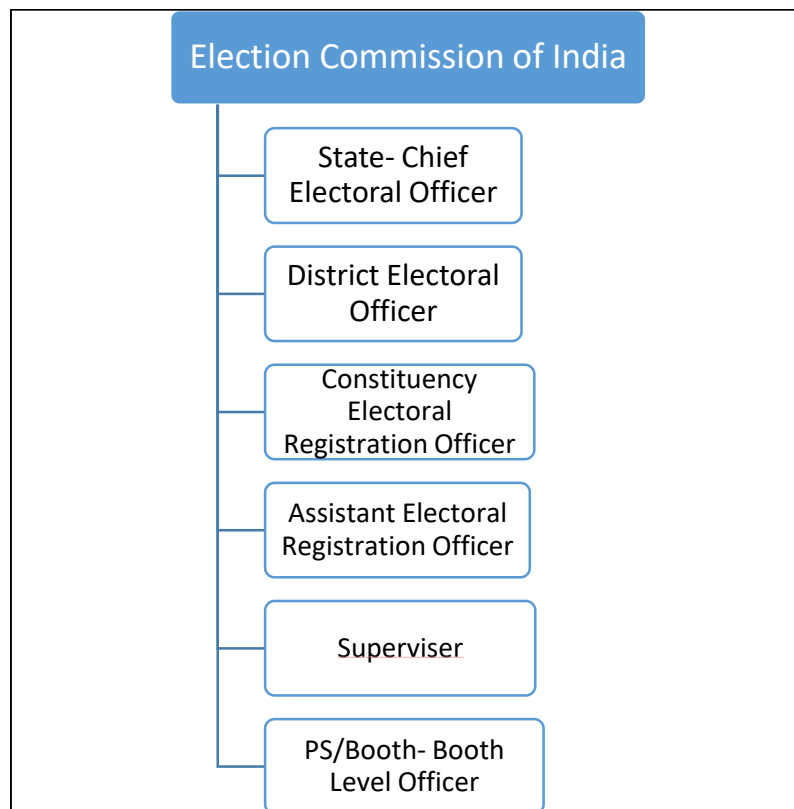 Election Commission of India
State- Chief
Electoral Officer
District Electoral
Officer
Constituency
Electoral
Registration Officer
Assistant Electoral
Registration Officer
Superviser
PS/Booth- Booth
Level Officer